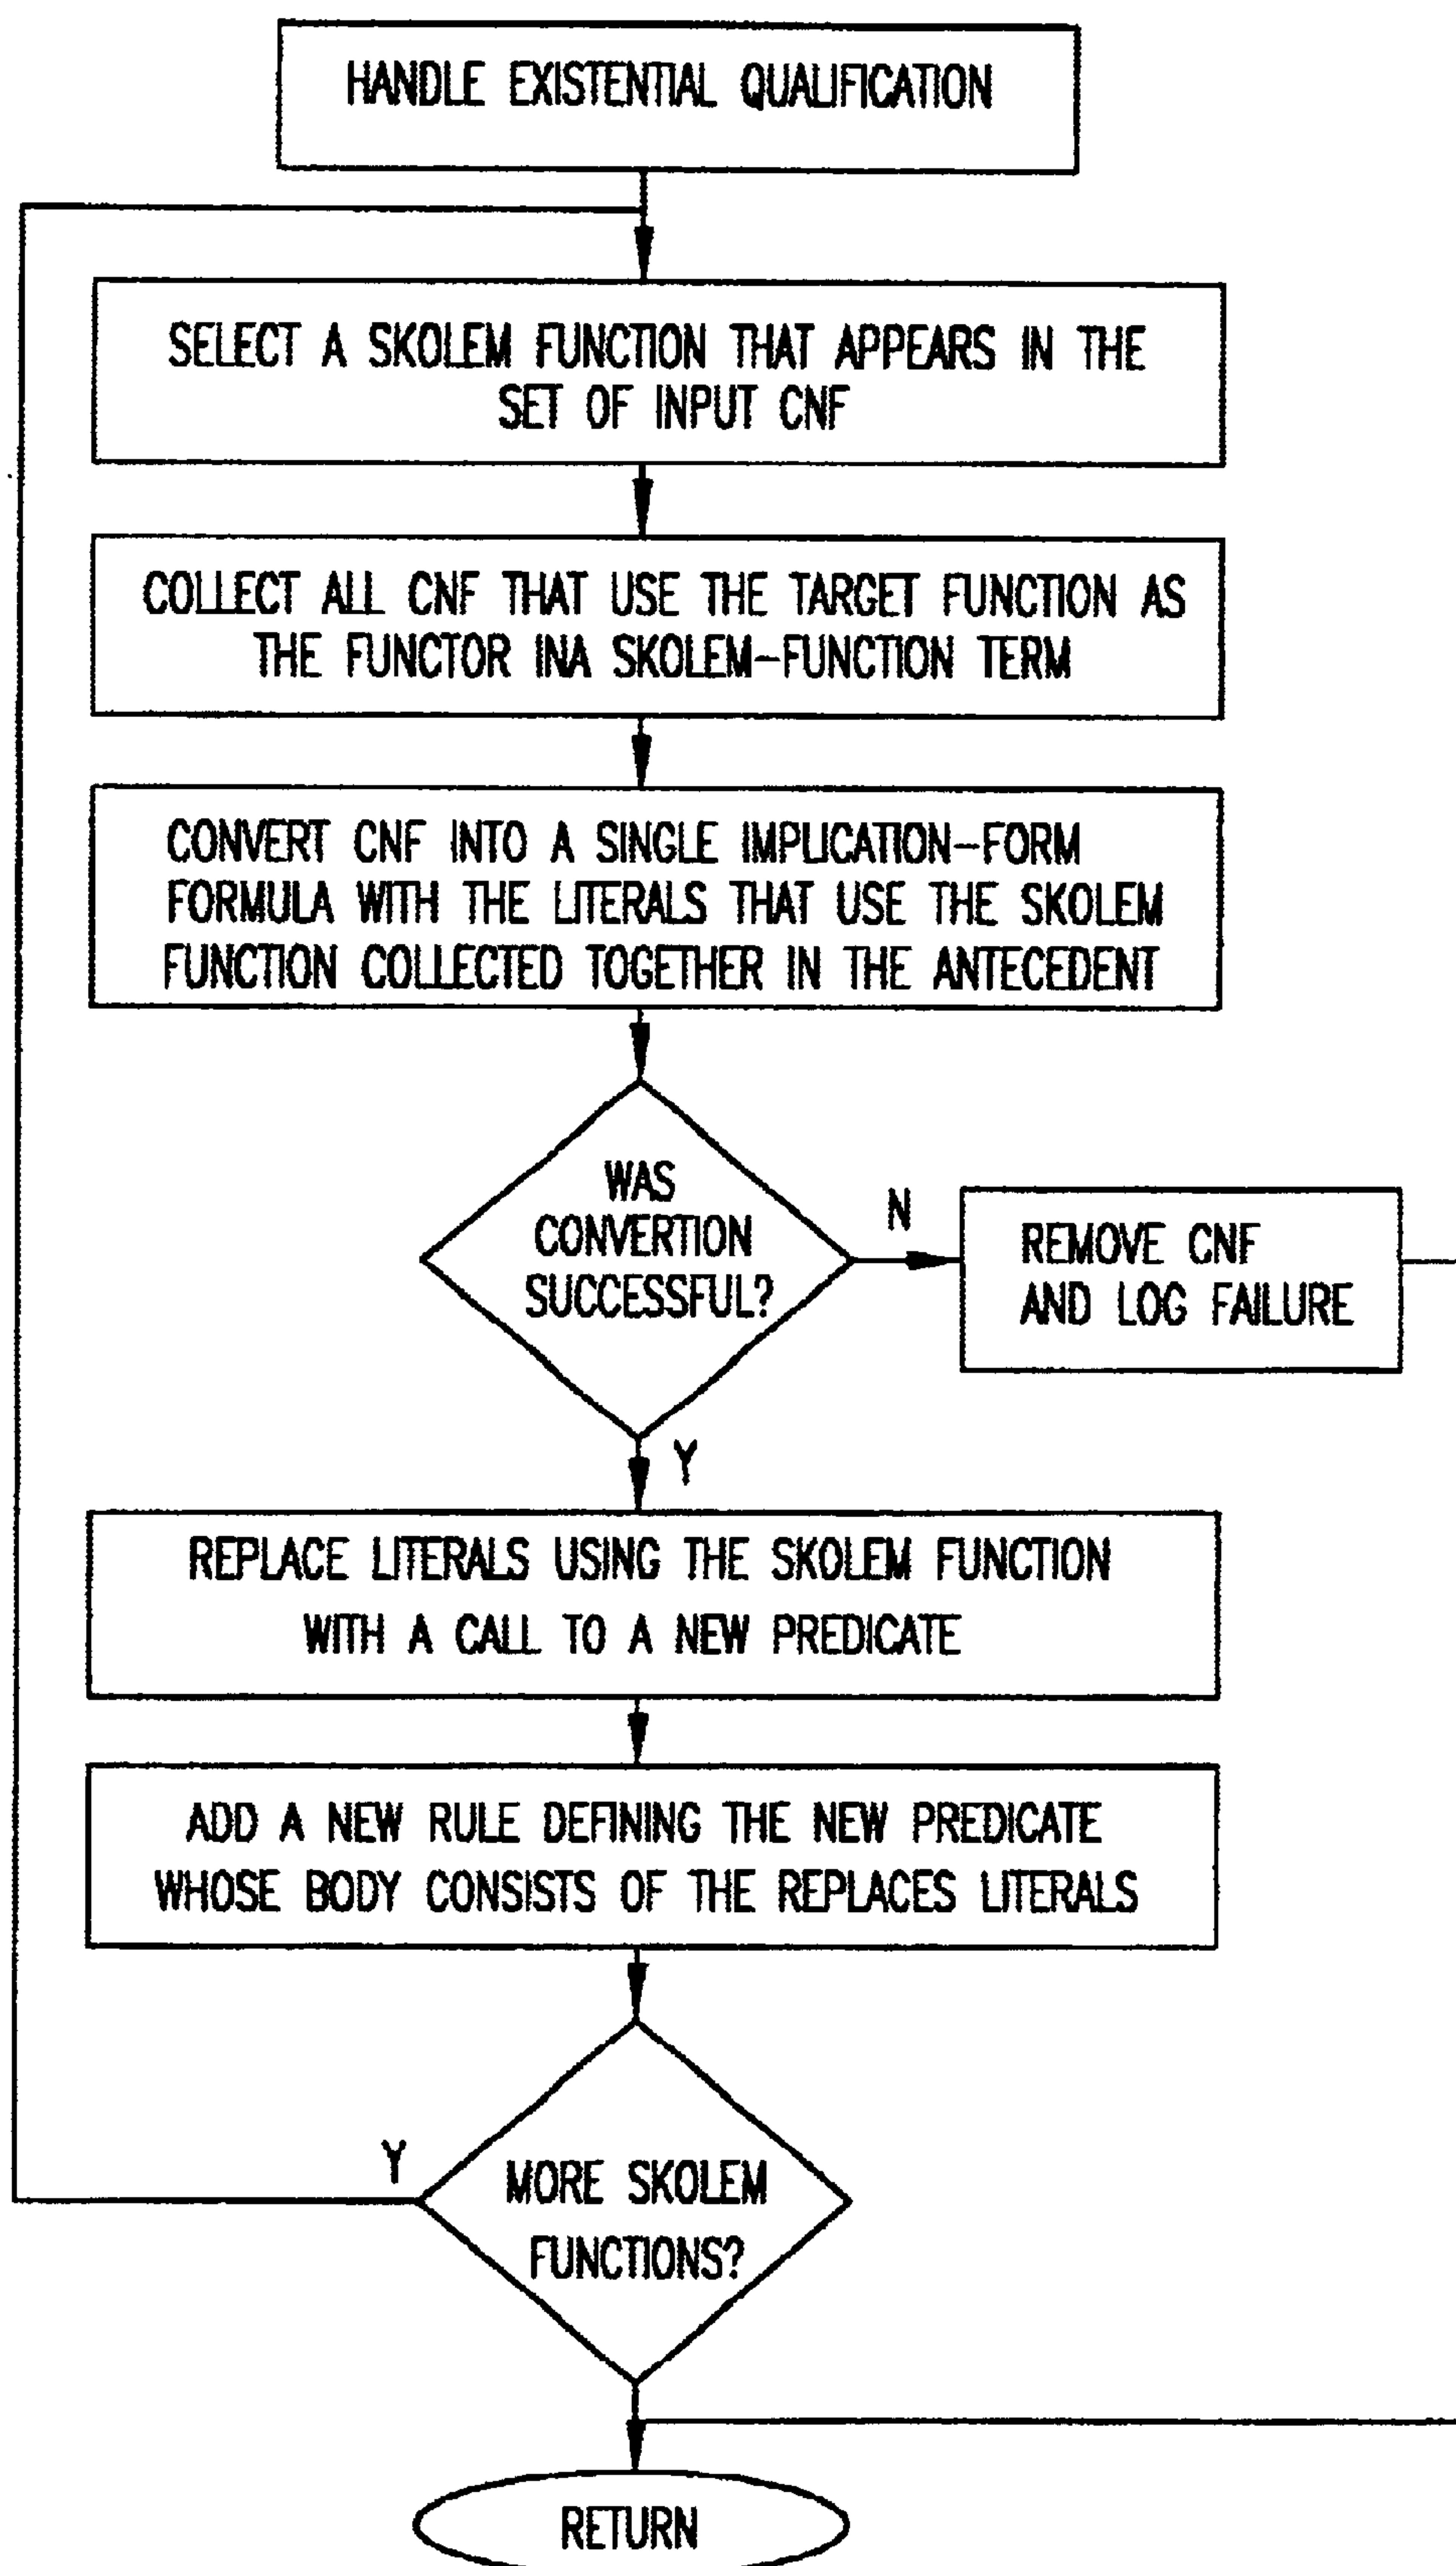 HANDLE EXISTENTIAL QUALIFICATION
SELECT A SKOLEM FUNCTION THAT APPEARS IN THE
SET OF INPUT CNF
COLLECT ALL CNF THAT USE THE TARGET FUNCTION AS
THE FUNCTOR INA SKOLEM-FUNCTION TERM
CONVERT CNF INTO A SINGLE IMPLICATION-FORM
FORMULA WITH THE LITERALS THAT USE THE SKOLEM
FUNCTION COLLECTED TOGETHER IN THE ANTECEDENT
WAS
CONVERTION
SUCCESSFUL?
N
REMOVE CNF
AND LOG FAILURE
Y
REPLACE LITERALS USING THE SKOLEM FUNCTION
WITH A CALL TO A NEW PREDICATE
ADD A NEW RULE DEFINING THE NEW PREDICATE
WHOSE BODY CONSISTS OF THE REPLACES LITERALS
Y
MORE SKOLEM
FUNCTIONS?
RETURN